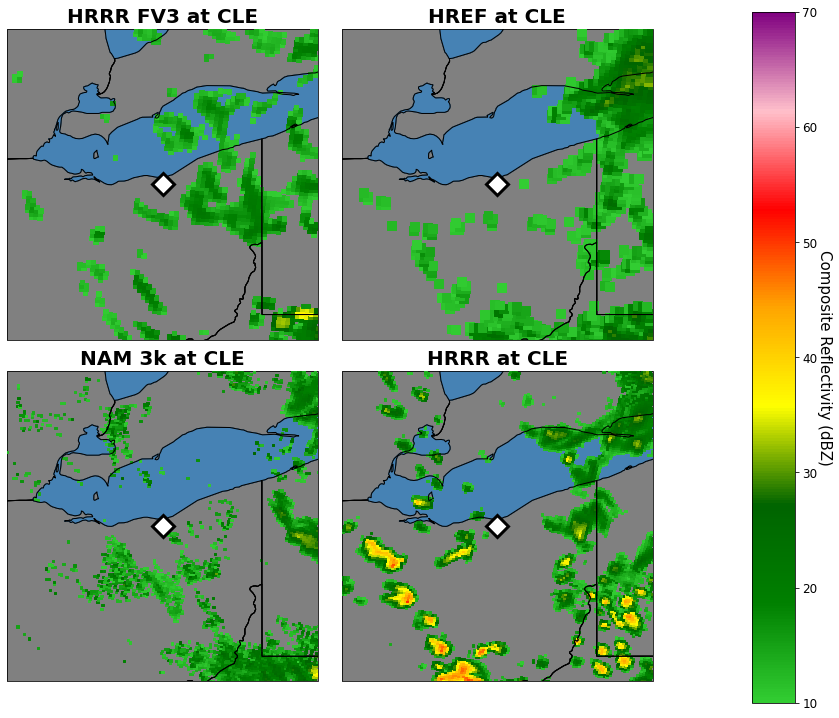 HRRR FV3 at CLE
HREF at CLE
NAM 3k at CLE
HRRR at CLE
70
60
50
40
30
20
10
Composite Reflectivity (dBZ)